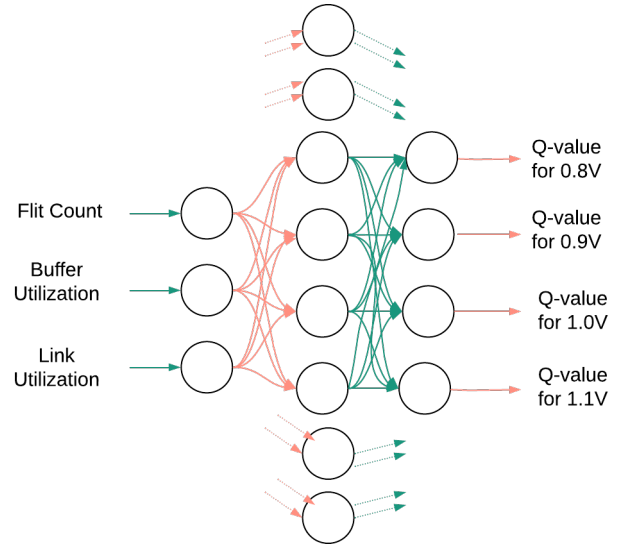 Flit Count
Buffer
Utilization
Link
Utilization
Q-value
for 0.8V
Q-value
for 0.9V
Q-value
for 1.0V
Q-value
for 1.1V